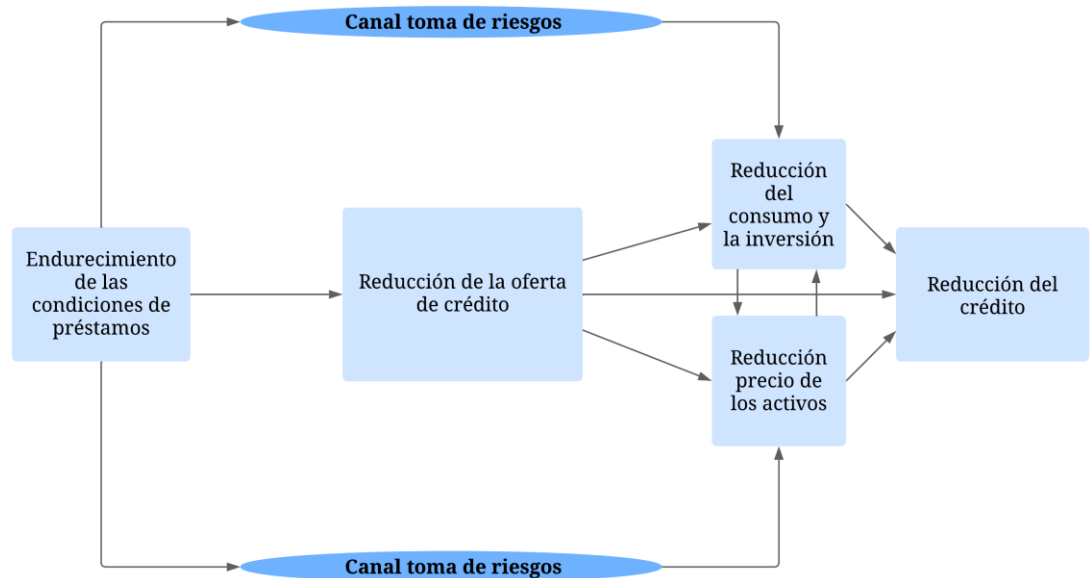 Canal toma de riesgos
Reducción
del
consumo y
la inversión
Endurecimiento
de las
condiciones de
préstamos
Reducción de la oferta
de crédito
Reducción del
crédito
Reducción
precio de
los activos
Canal toma de riesgos